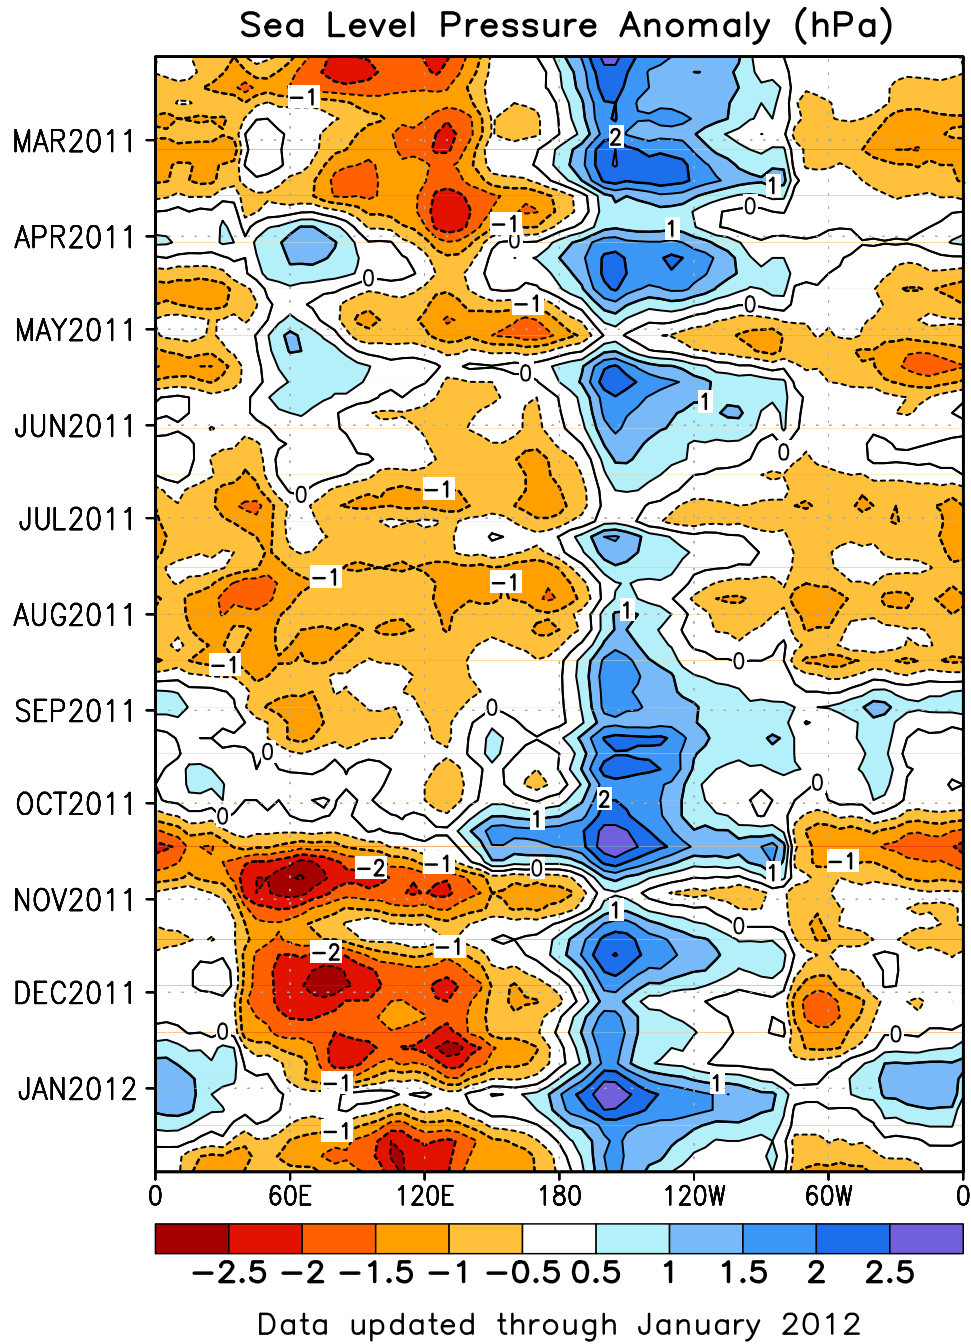 Sea Level Pressure Anomaly (hPa)
-1
MAR2011 2
1
0
-1 1
APR2011 0
0
-1 0
MAY2011
0
1
JUN2011
0
0 -1
JUL2011
-1 -1
AUG2011 1
-1 0
SEP2011 0
0
0
OCT2011 2
0 1
-2 -1 0 1 -1
NOV2011 1
0
-2 -1
DEC2011
0 0
-1 1
JAN2012
-1
0 60E 120E 180 120W 60W 0
-2.5 -2 -1.5 -1 -0.5 0.5 1 1.5 2 2.5
Data updated through January 2012